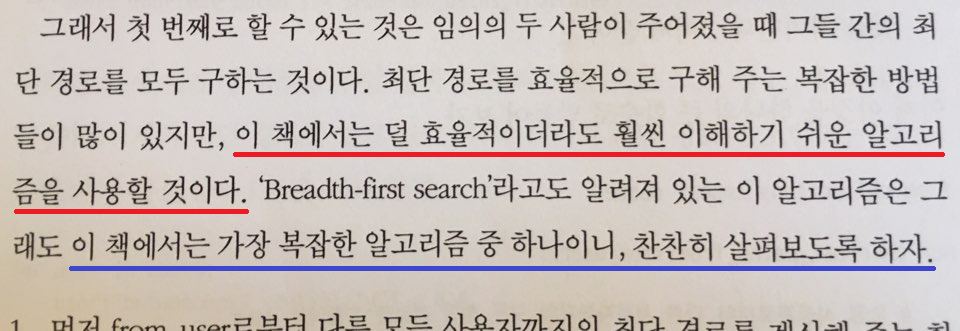 그래서 첫 번째로 할 수 있는 것은 임의의 두 사람이 주어졌을 때 그들 간의 최
단 경로를 모두 구하는 것이다. 최단 경로를 효율적으로 구해 주는 복잡한 방법
들이 많이 있지만, 이 책에서는 덜 효율적이더라도 훨씬 이해하기 쉬운 알고리
즘을 사용할 것이다. ‘Breadth-first search’라고도 알려져 있는 이 알고리즘은 그
래도 이 책에서는 가장 복잡한 알고리즘 중 하나이니, 찬찬히 살펴보도록 하자.
1. 먼저 from_user로부터 다른 모든 사용자까지의 최단 경로를 계산해 주는